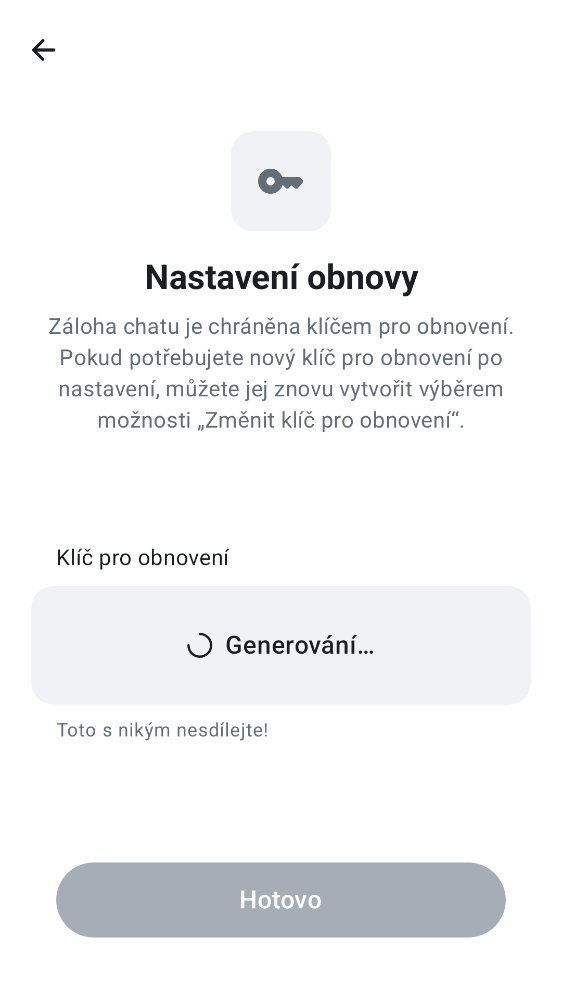 Nastavení obnovy
Záloha chatu je chráněna klíčem pro obnovení.
Pokud potřebujete nový klíč pro obnovení po
nastavení, můžete jej znovu vytvořit výběrem
možnosti „Změnit klíč pro obnovení“.
Klíč pro obnovení
Generování…
Toto s nikým nesdílejte!
Hotovo